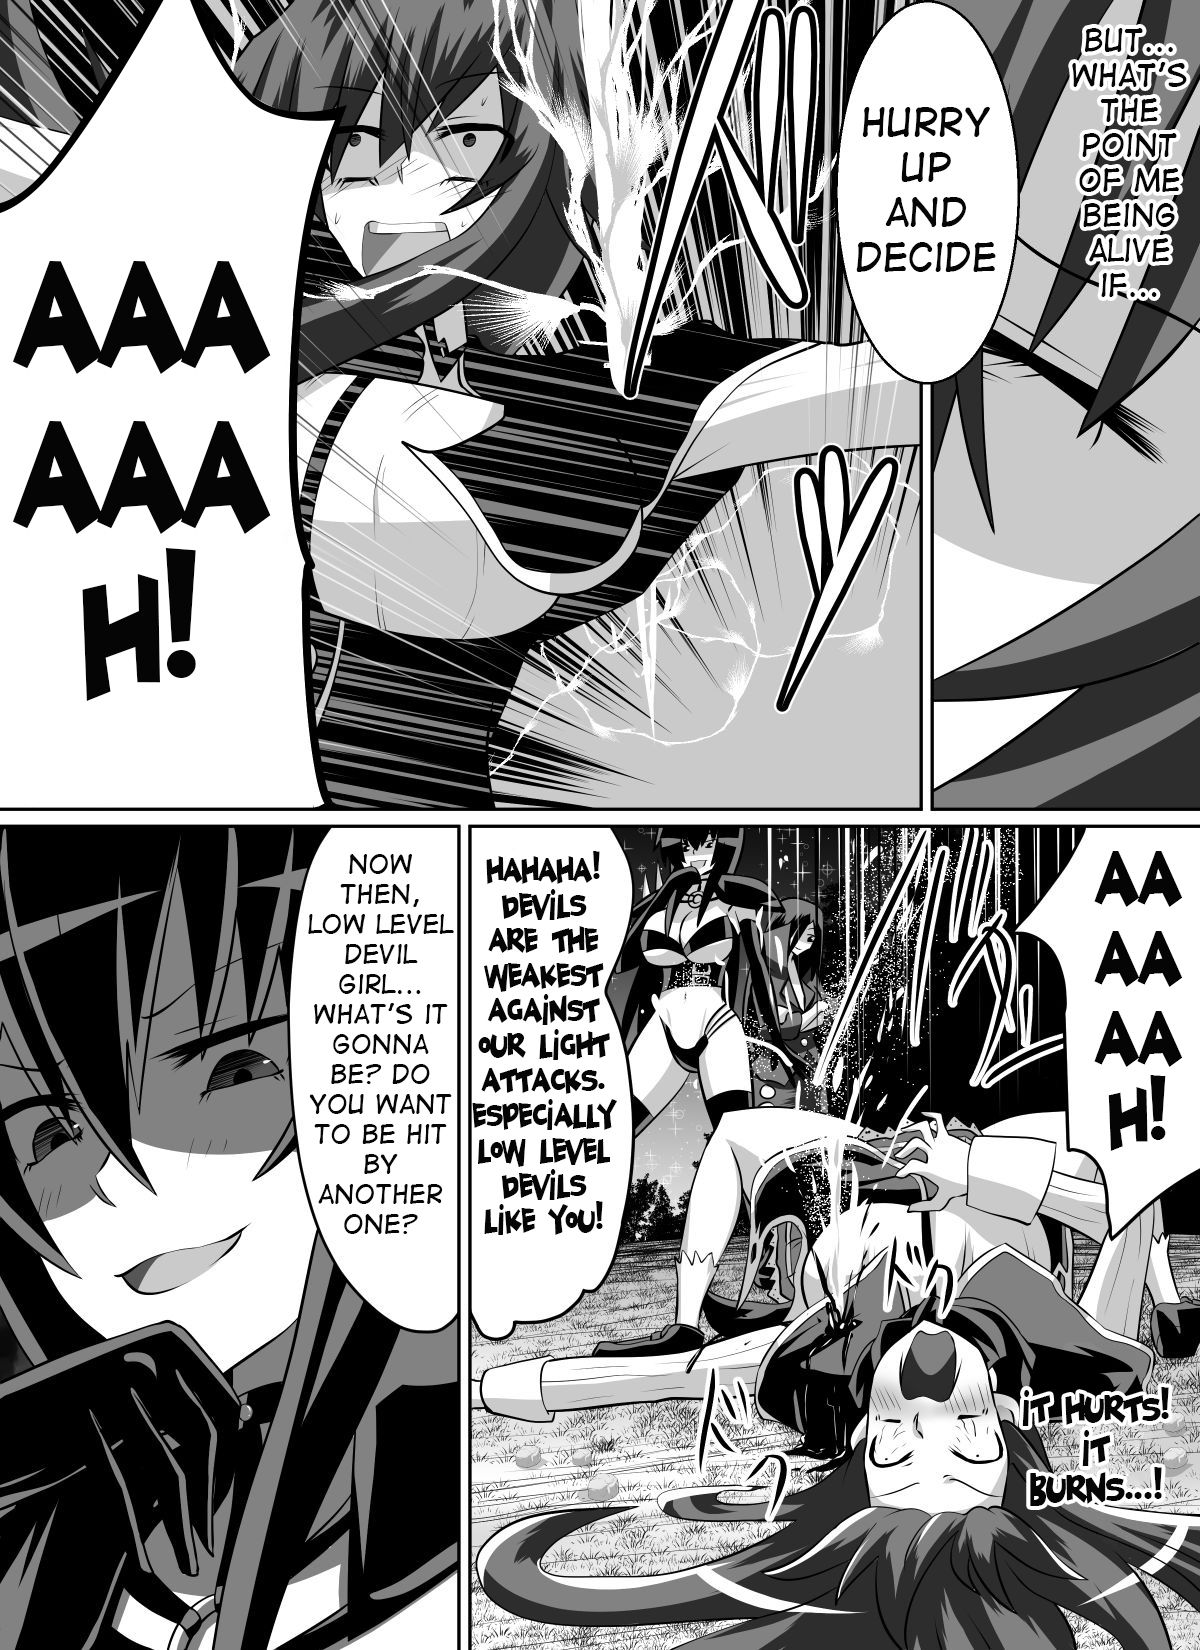 BUT...
WHAT'S
THE
POINT
OF ME
BEING
ALIVE
IF...
HURRY
UP
AND
DECIDE
AAA
AAA
H!
AA
AA
AA
H!
HAHAHA!
DEVILS
ARE THE
WEAKEST
AGAINST
OUR LIGHT
ATTACKS.
ESPECIALLY
LOW LEVEL
DEVILS
LIKE YOU!
IT HURTS!
IT
BURNS...!
NOW
THEN,
LOW LEVEL
DEVIL
GIRL...
WHAT'S IT
GONNA
BE? DO
YOU WANT
TO BE HIT
BY
ANOTHER
ONE?